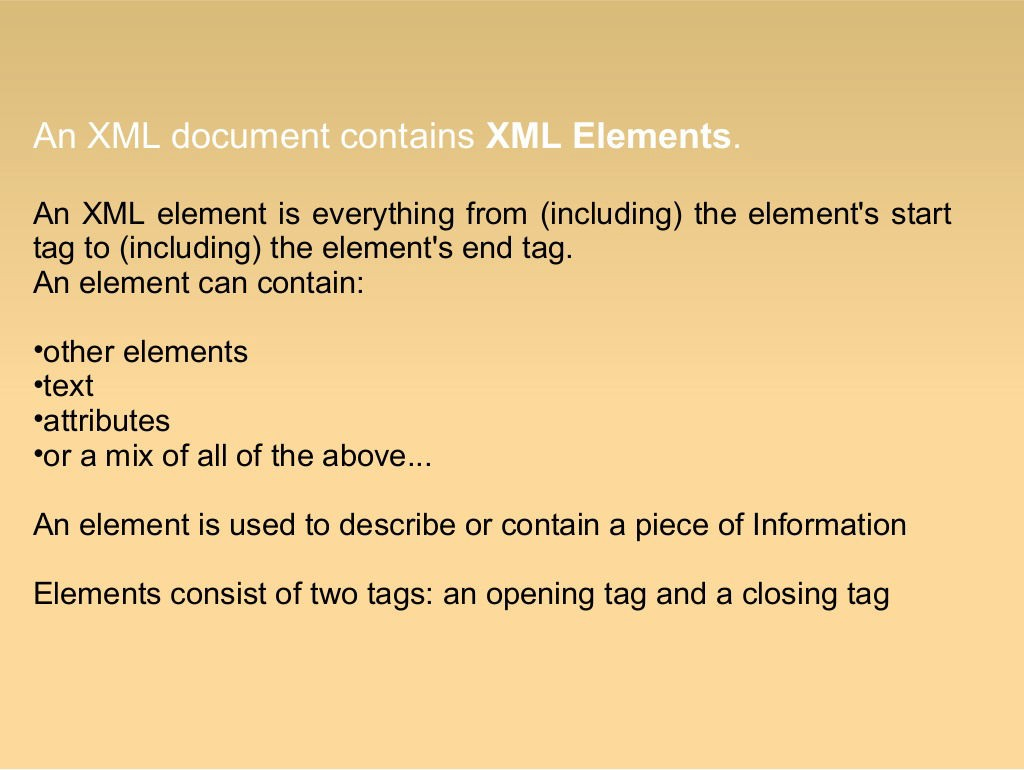 An XML document contains XML Elements.
An XML element is everything from (including) the element's start
tag to (including) the element's end tag.
An element can contain:
•other elements
•text
•attributes
•or a mix of all of the above...
An element is used to describe or contain a piece of Information
Elements consist of two tags: an opening tag and a closing tag